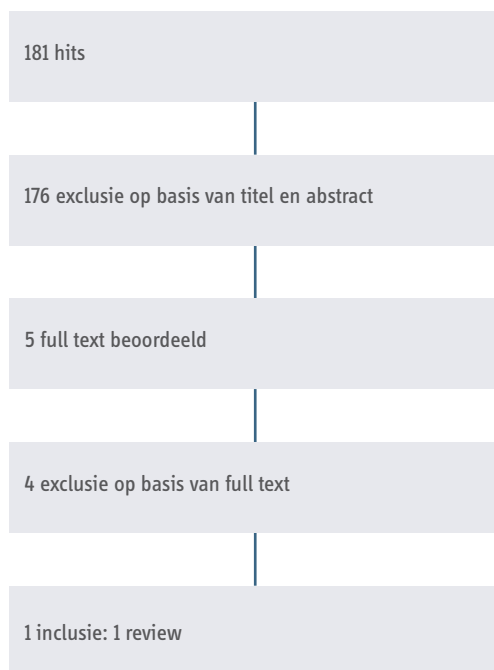 181 hits
176 exclusie op basis van titel en abstract
5 full text beoordeeld
4 exclusie op basis van full text
1 inclusie: 1 review